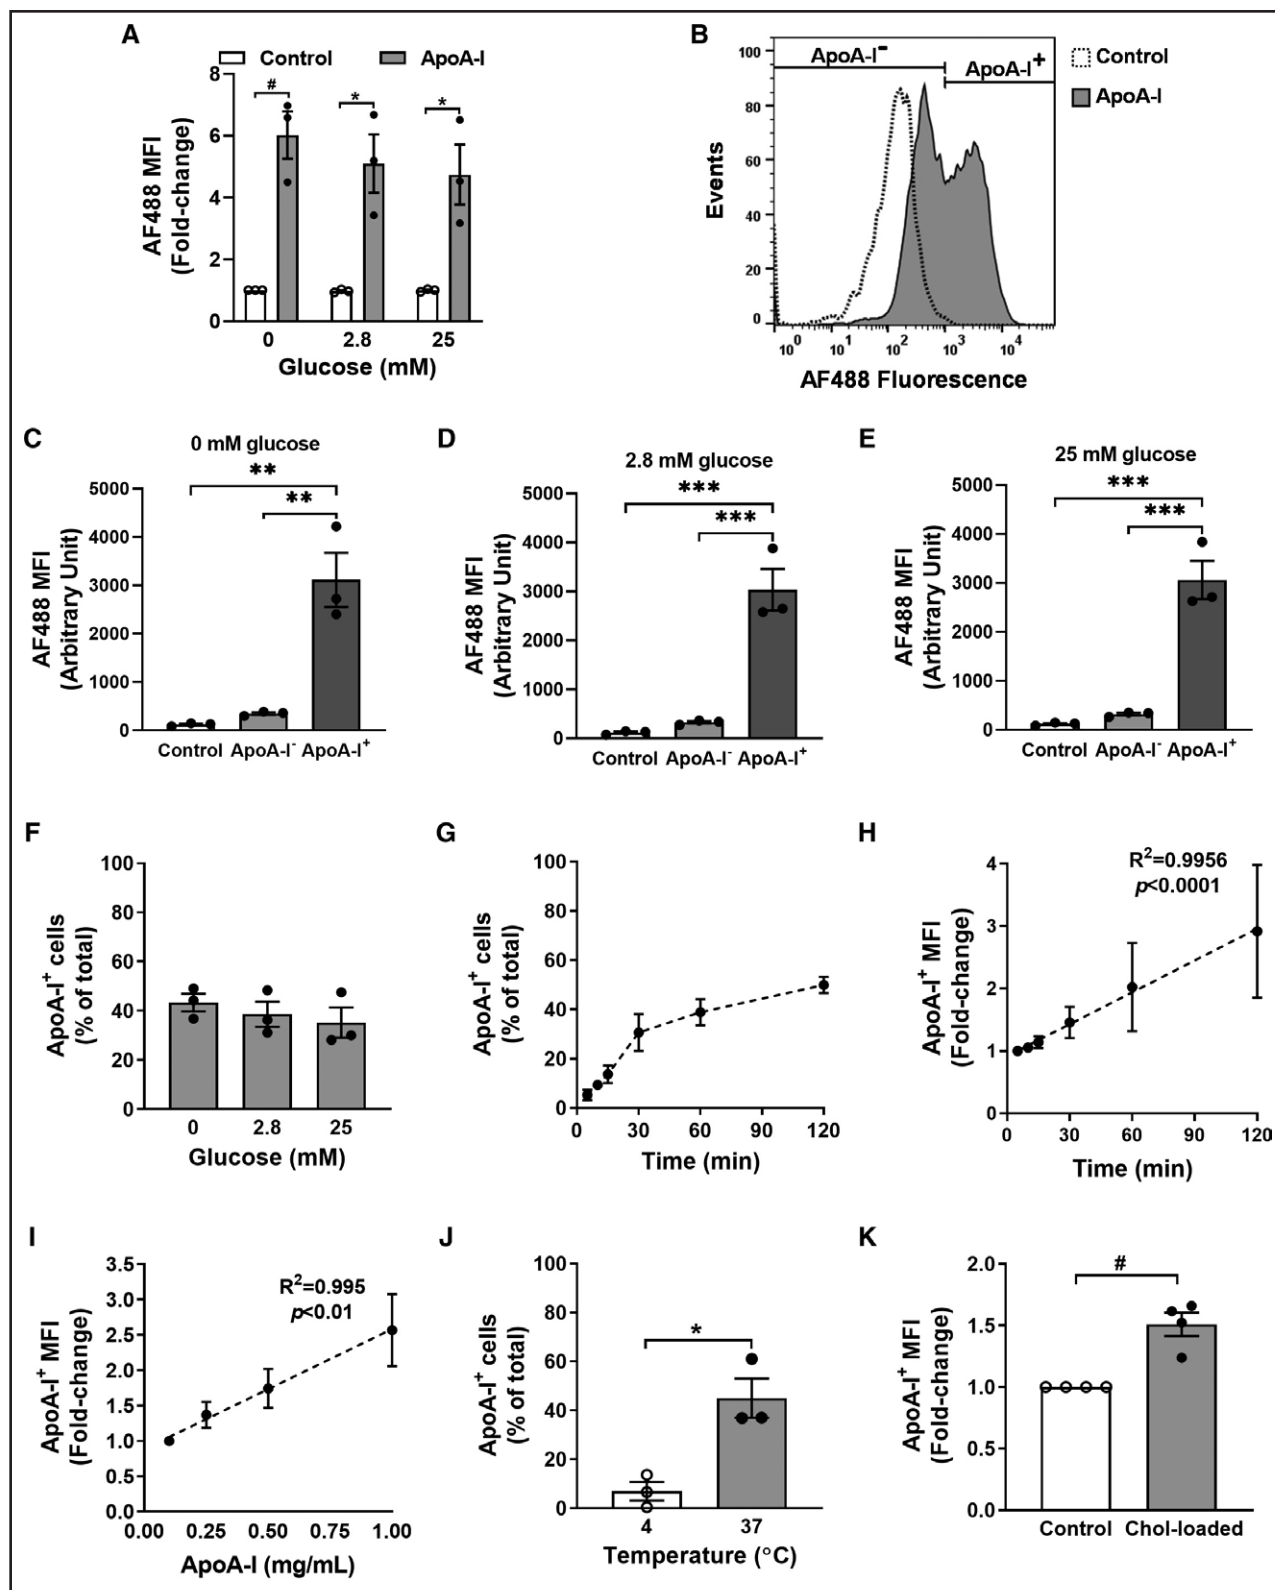 A
Control ApoA-I
AF488 MFI
(Fold-change)
8
6
4
2
0
# * *
0 2.8 25
Glucose (mM)
B
ApoA-I⁻ ApoA-I⁺
Control
ApoA-I
Events
100
80
60
40
20
0
10⁰ 10¹ 10² 10³ 10⁴
AF488 Fluorescence
C
0 mM glucose
**
**
AF488 MFI
(Arbitrary Unit)
5000
4000
3000
2000
1000
0
Control ApoA-I⁻ ApoA-I⁺
D
2.8 mM glucose
***
***
AF488 MFI
(Arbitrary Unit)
5000
4000
3000
2000
1000
0
Control ApoA-I⁻ ApoA-I⁺
E
25 mM glucose
***
***
AF488 MFI
(Arbitrary Unit)
5000
4000
3000
2000
1000
0
Control ApoA-I⁻ ApoA-I⁺
F
ApoA-I⁺ cells
(% of total)
100
80
60
40
20
0
0 2.8 25
Glucose (mM)
G
ApoA-I⁺ cells
(% of total)
100
80
60
40
20
0
0 30 60 90 120
Time (min)
H
R²=0.9956
p<0.0001
ApoA-I⁺ MFI
(Fold-change)
4
3
2
1
0
0 30 60 90 120
Time (min)
I
R²=0.995
p<0.01
ApoA-I⁺ MFI
(Fold-change)
3.5
3.0
2.5
2.0
1.5
1.0
0.5
0.0
0.00 0.25 0.50 0.75 1.00
ApoA-I (mg/mL)
J
*
ApoA-I⁺ cells
(% of total)
100
80
60
40
20
0
4 37
Temperature (°C)
K
#
ApoA-I⁺ MFI
(Fold-change)
2.0
1.5
1.0
0.5
0.0
Control Chol-loaded